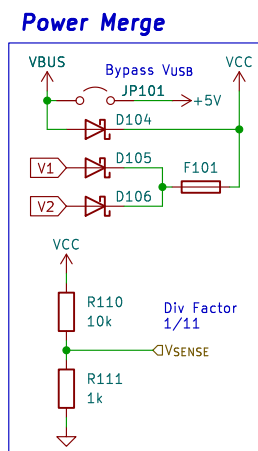 Power Merge
VBUS
Bypass VUSB
VCC
JP101
+5V
D104
V1
D105
F101
V2
D106
VCC
R110
10k
Div Factor
1/11
VSENSE
R111
1k